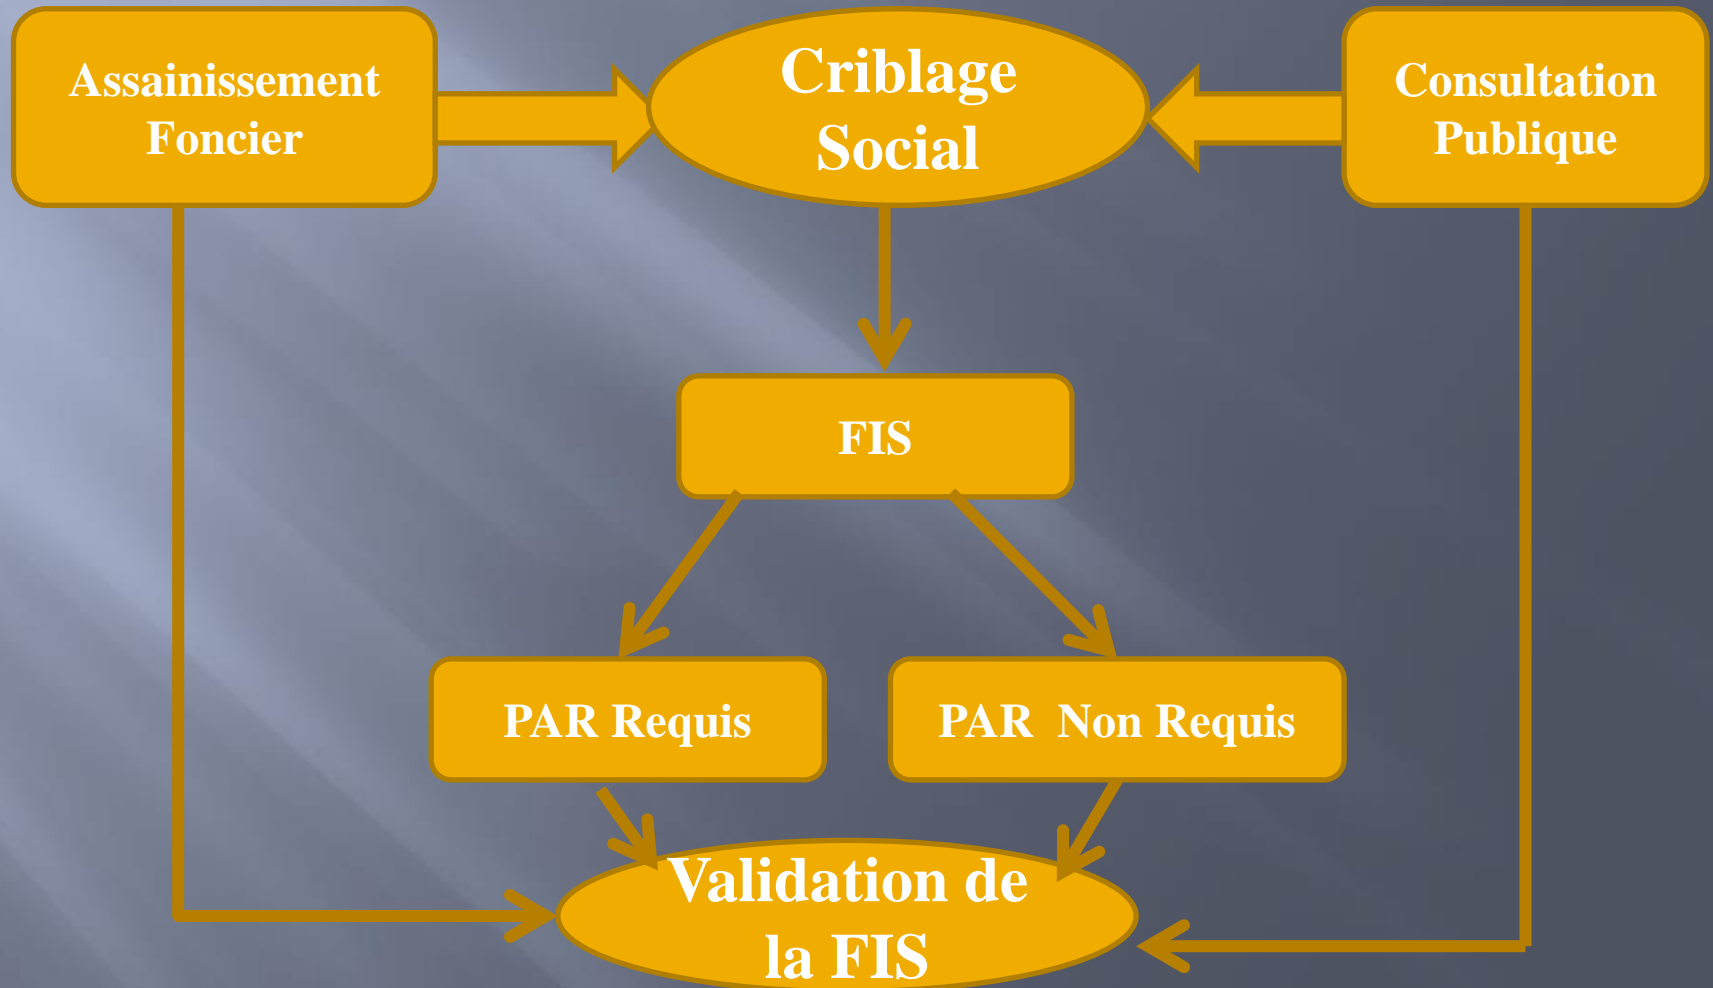 Assainissement
Foncier
Criblage
Social
Consultation
Publique
FIS
PAR Requis
PAR  Non Requis
Validation de
la FIS